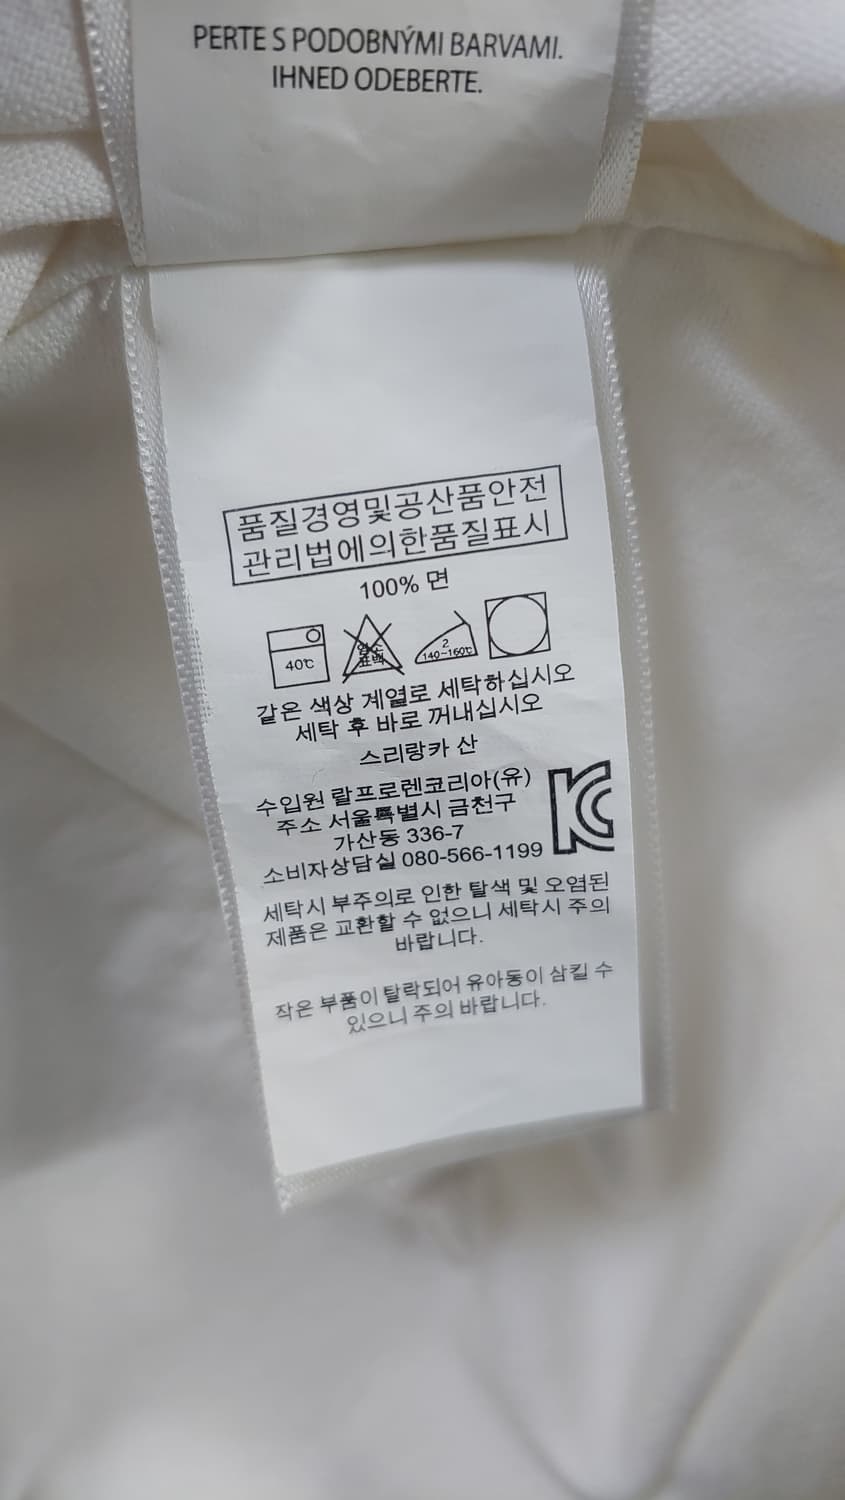 PERTE S PODOBNÝMI BARVAMI.
IHNED ODEBERTE.
품질경영및공산품안전
관리법에의한품질표시
100% 면
40℃
염소
표백
2
140~160℃
같은 색상 계열로 세탁하십시오
세탁 후 바로 꺼내십시오
스리랑카 산
수입원 랄프로렌코리아(유)
주소 서울특별시 금천구
가산동 336-7
소비자상담실 080-566-1199
세탁시 부주의로 인한 탈색 및 오염된
제품은 교환할 수 없으니 세탁시 주의
바랍니다.
작은 부품이 탈락되어 유아동이 삼킬 수
있으니 주의 바랍니다.